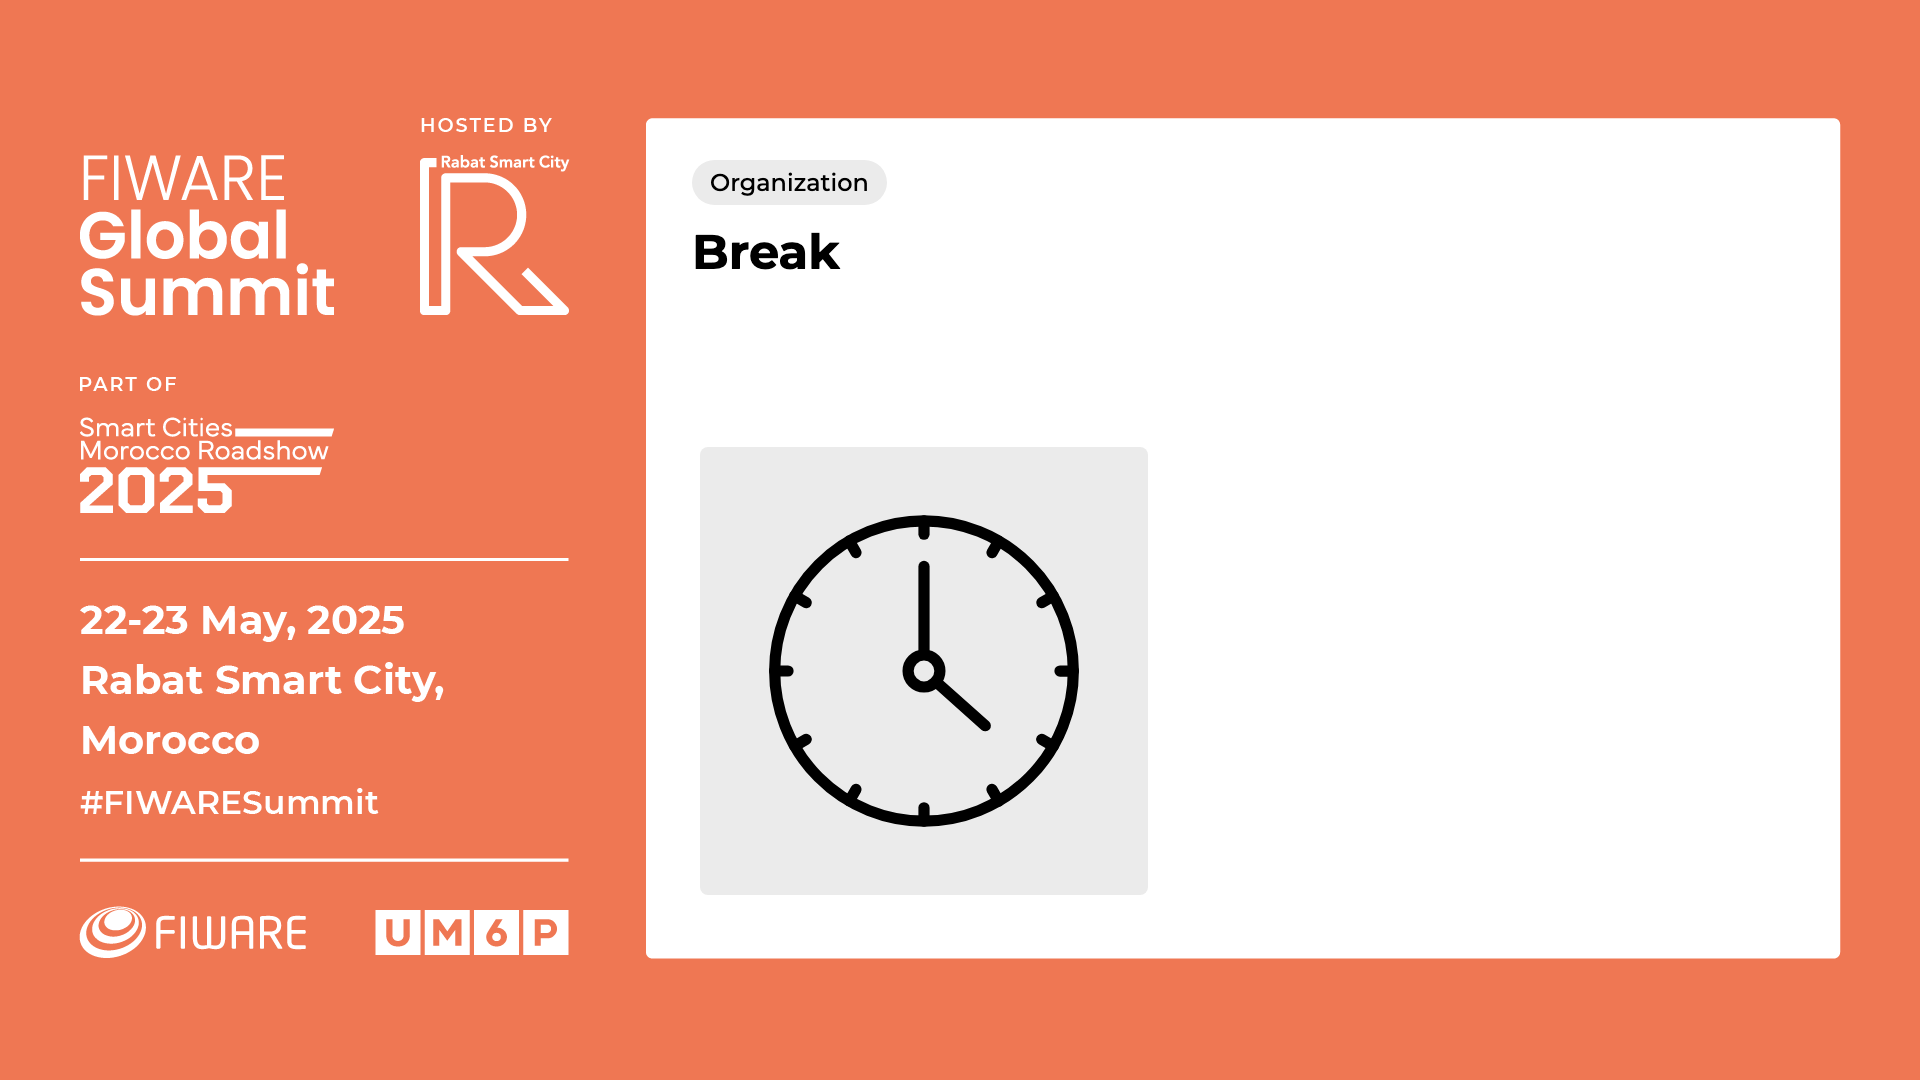 HOSTED BY
FIWARE
Global
Summit
Rabat Smart City
R
PART OF
Smart Cities
Morocco Roadshow
2025
22-23 May, 2025
Rabat Smart City,
Morocco
#FIWARESummit
FIWARE
UM6P
Organization
Break